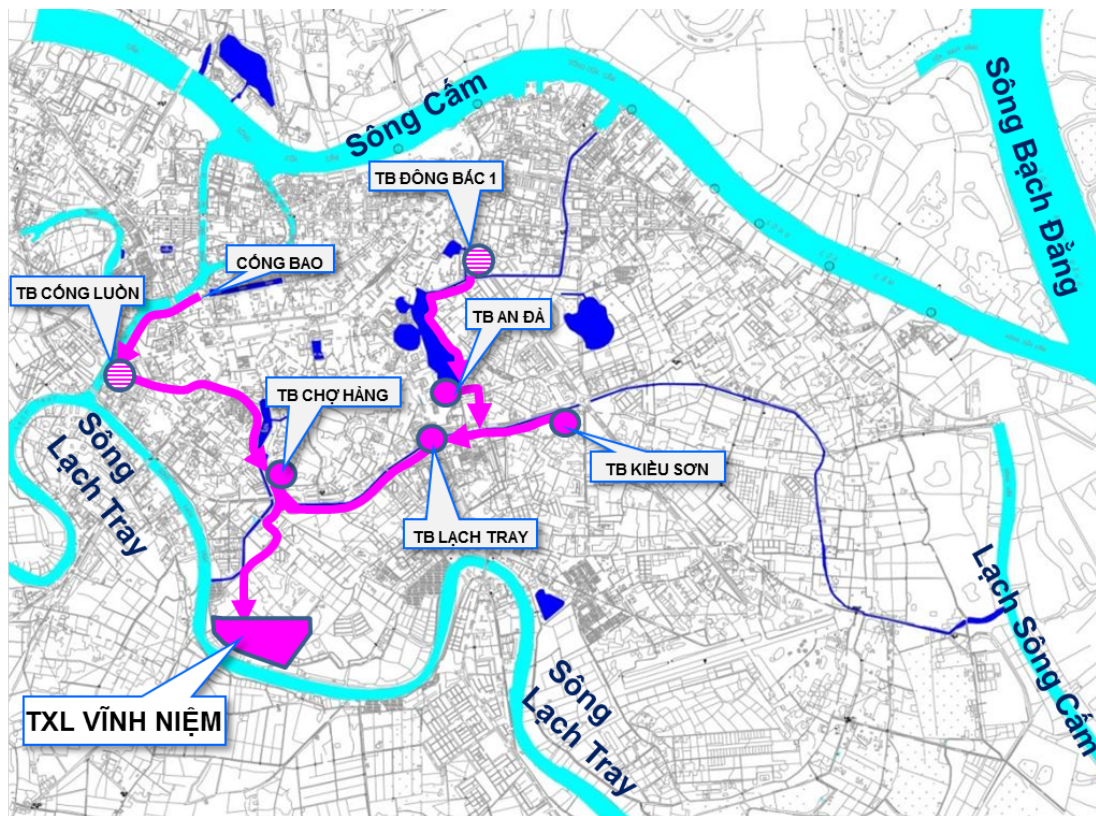 Sông Cấm
Sông Bạch Đằng
TB ĐÔNG BẮC 1
CỐNG BAO
TB CỐNG LUỒN
TB AN ĐÀ
TB CHỢ HÀNG
Sông
Lạch Tray
TB KIỀU SƠN
TB LẠCH TRAY
Lạch Sông Cấm
TXL VĨNH NIỆM
Sông
Lạch Tray